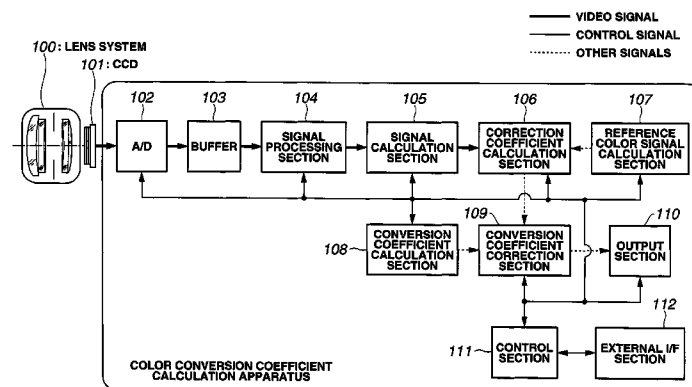 VIDEO SIGNAL
CONTROL SIGNAL
OTHER SIGNALS
100: LENS SYSTEM
101: CCD
102
103
104
105
106
107
A/D
BUFFER
SIGNAL
PROCESSING
SECTION
SIGNAL
CALCULATION
SECTION
CORRECTION
COEFFICIENT
CALCULATION
SECTION
REFERENCE
COLOR SIGNAL
CALCULATION
SECTION
108
CONVERSION
COEFFICIENT
CALCULATION
SECTION
109
CONVERSION
COEFFICIENT
CORRECTION
SECTION
110
OUTPUT
SECTION
111
CONTROL
SECTION
112
EXTERNAL I/F
SECTION
COLOR CONVERSION COEFFICIENT
CALCULATION APPARATUS